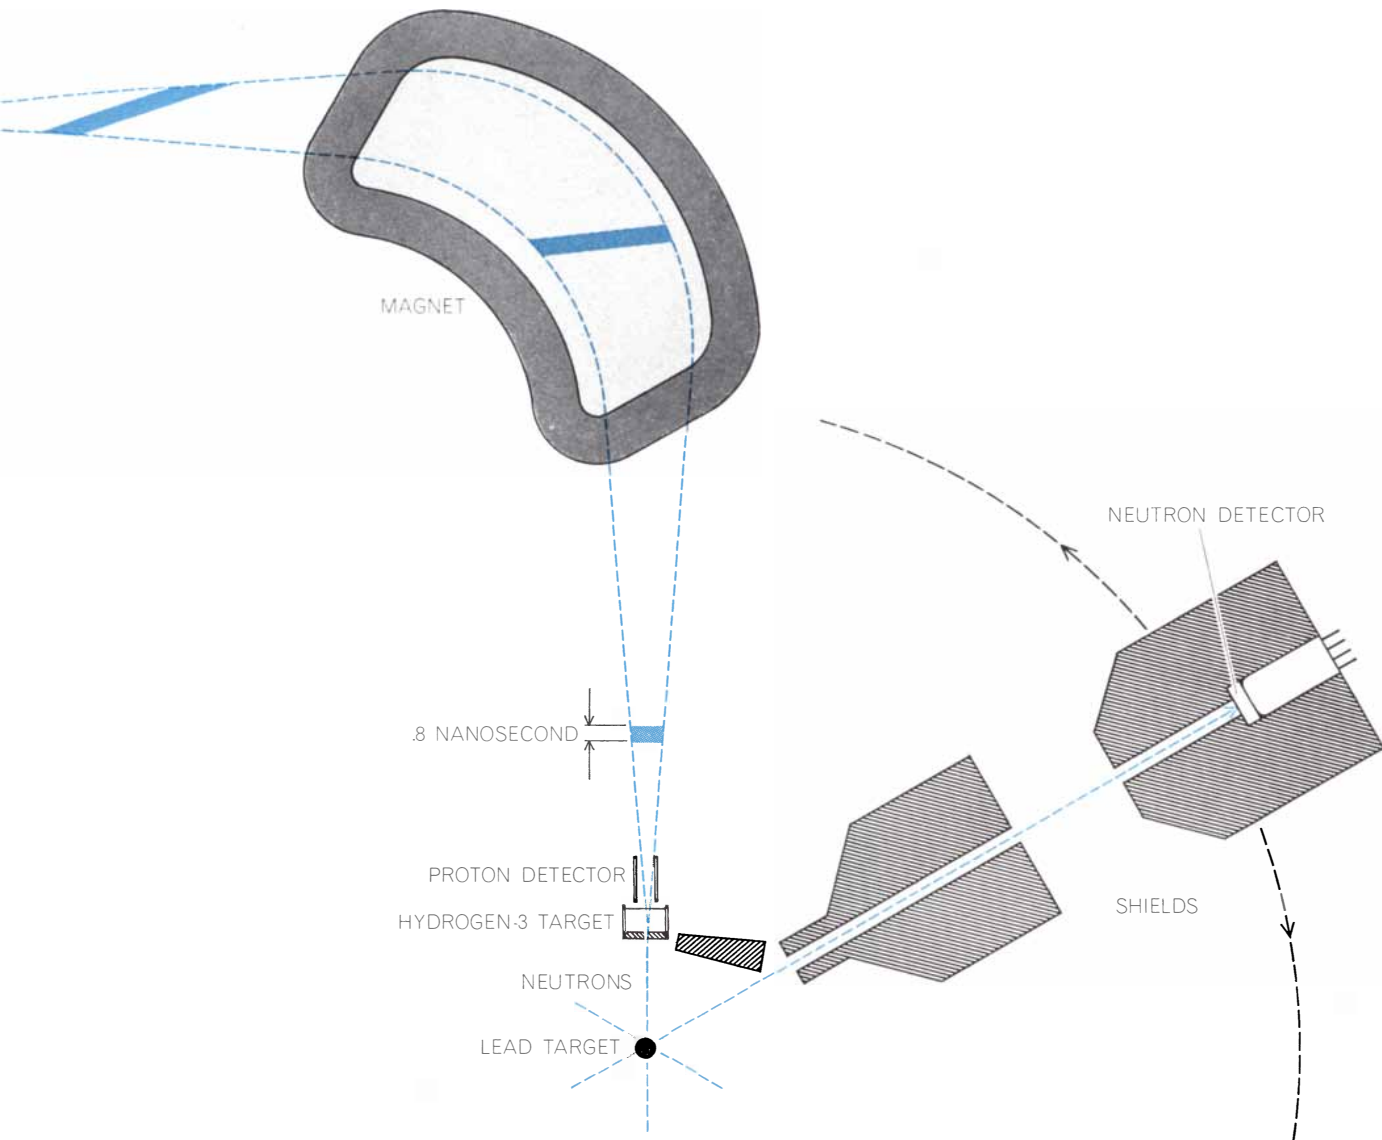 MAGNET
NEUTRON DETECTOR
.8 NANOSECOND
PROTON DETECTOR
HYDROGEN-3 TARGET
SHIELDS
NEUTRONS
LEAD TARGET